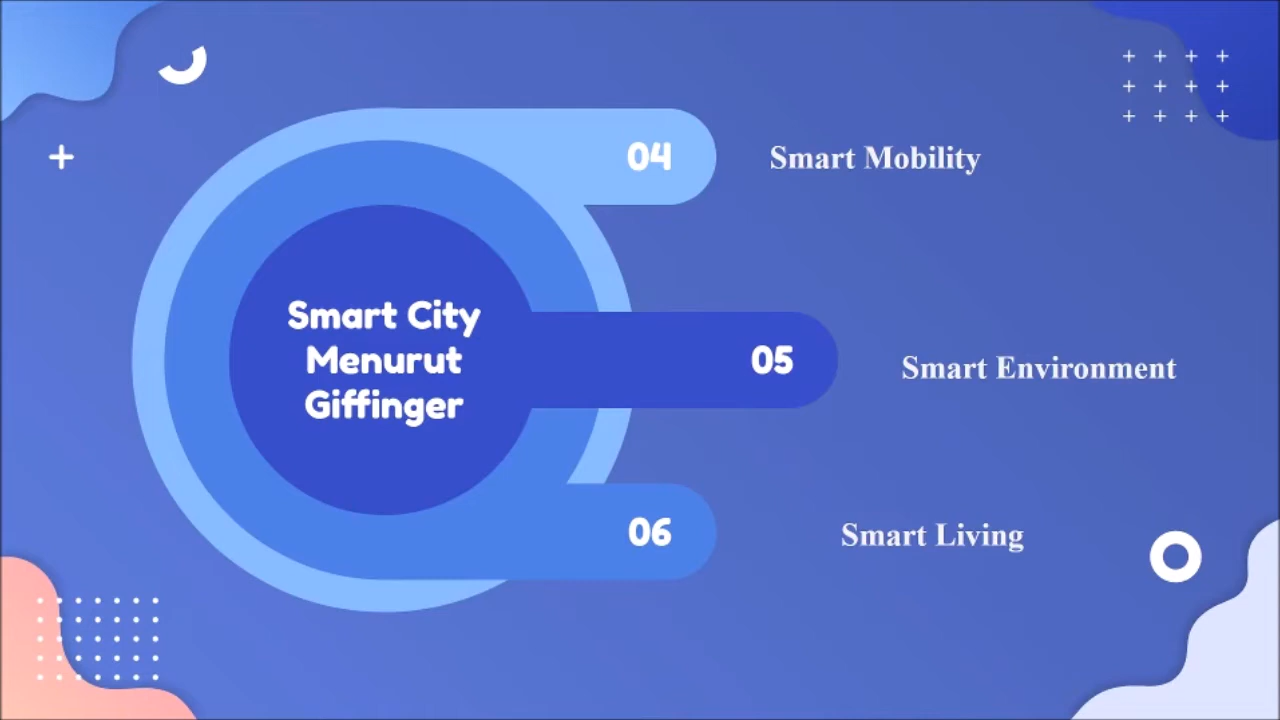 04
Smart Mobility
Smart City
Menurut
Giffinger
05
Smart Environment
06
Smart Living